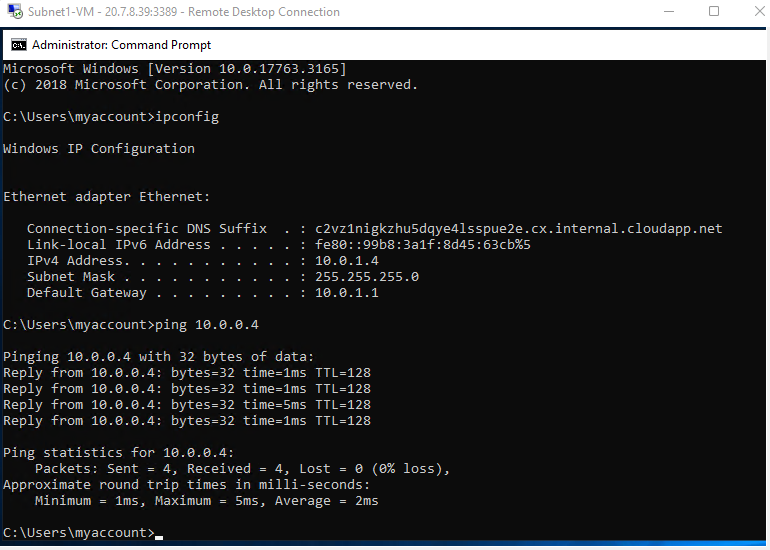 Subnet1-VM - 20.7.8.39:3389 - Remote Desktop Connection
Administrator: Command Prompt
Microsoft Windows [Version 10.0.17763.3165]
(c) 2018 Microsoft Corporation. All rights reserved.
C:\Users\myaccount>ipconfig
Windows IP Configuration
Ethernet adapter Ethernet:
Connection-specific DNS Suffix  . : c2vz1nigkzhu5dqye4lsspue2e.cx.internal.cloudapp.net
Link-local IPv6 Address . . . . . : fe80::99b8:3a1f:8d45:63cb%5
IPv4 Address. . . . . . . . . . . : 10.0.1.4
Subnet Mask . . . . . . . . . . . : 255.255.255.0
Default Gateway . . . . . . . . . : 10.0.1.1
C:\Users\myaccount>ping 10.0.0.4
Pinging 10.0.0.4 with 32 bytes of data:
Reply from 10.0.0.4: bytes=32 time=1ms TTL=128
Reply from 10.0.0.4: bytes=32 time=1ms TTL=128
Reply from 10.0.0.4: bytes=32 time=5ms TTL=128
Reply from 10.0.0.4: bytes=32 time=1ms TTL=128
Ping statistics for 10.0.0.4:
Packets: Sent = 4, Received = 4, Lost = 0 (0% loss),
Approximate round trip times in milli-seconds:
Minimum = 1ms, Maximum = 5ms, Average = 2ms
C:\Users\myaccount>